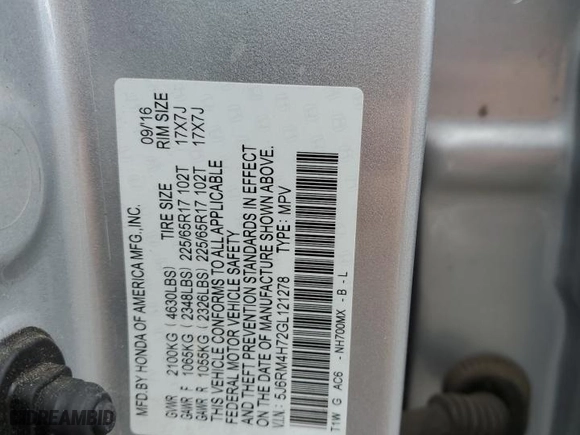 MFD.BY HONDA OF AMERICA MFG.,INC. 09/'16
TIRE SIZE RIM SIZE
GVWR 2100KG ( 4630LBS)
GAWR F 1065KG ( 2348LBS) 225/65R17 102T 17X7J
GAWR R 1055KG ( 2326LBS) 225/65R17 102T 17X7J
THIS VEHICLE CONFORMS TO ALL APPLICABLE
FEDERAL MOTOR VEHICLE SAFETY
AND THEFT PREVENTION STANDARDS IN EFFECT
ON THE DATE OF MANUFACTURE SHOWN ABOVE.
V.I.N: 5J6RM4H72GL121278 TYPE: MPV
T1W G AC6 - NH700MX - B - L
DREAMBID